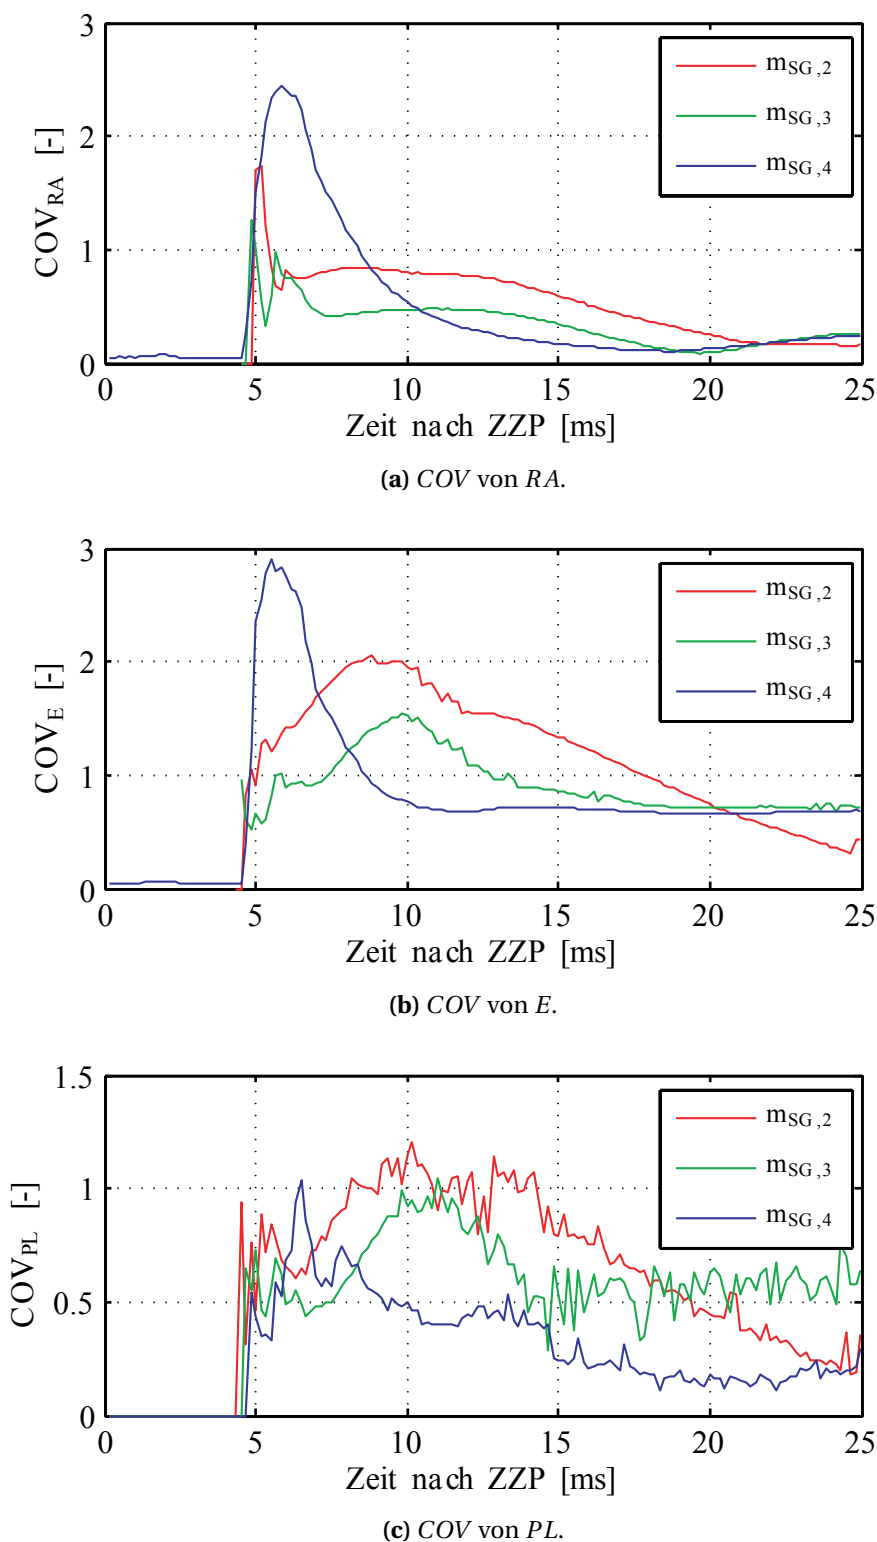 3
2
1
0
COV_RA [-]
m_SG,2
m_SG,3
m_SG,4
0 5 10 15 20 25
Zeit nach ZZP [ms]
(a) COV von RA.
3
2
1
0
COV_E [-]
m_SG,2
m_SG,3
m_SG,4
0 5 10 15 20 25
Zeit nach ZZP [ms]
(b) COV von E.
1.5
1
0.5
0
COV_PL [-]
m_SG,2
m_SG,3
m_SG,4
0 5 10 15 20 25
Zeit nach ZZP [ms]
(c) COV von PL.